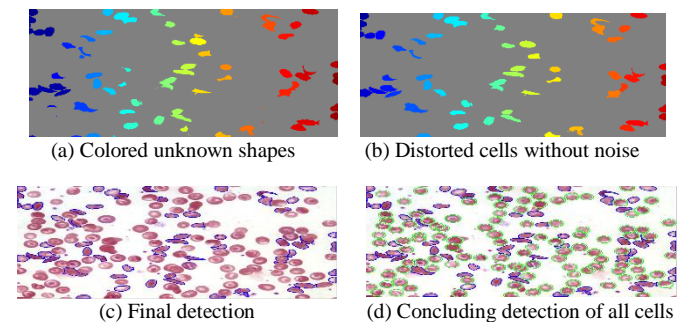 (a) Colored unknown shapes
(b) Distorted cells without noise
(c) Final detection
(d) Concluding detection of all cells